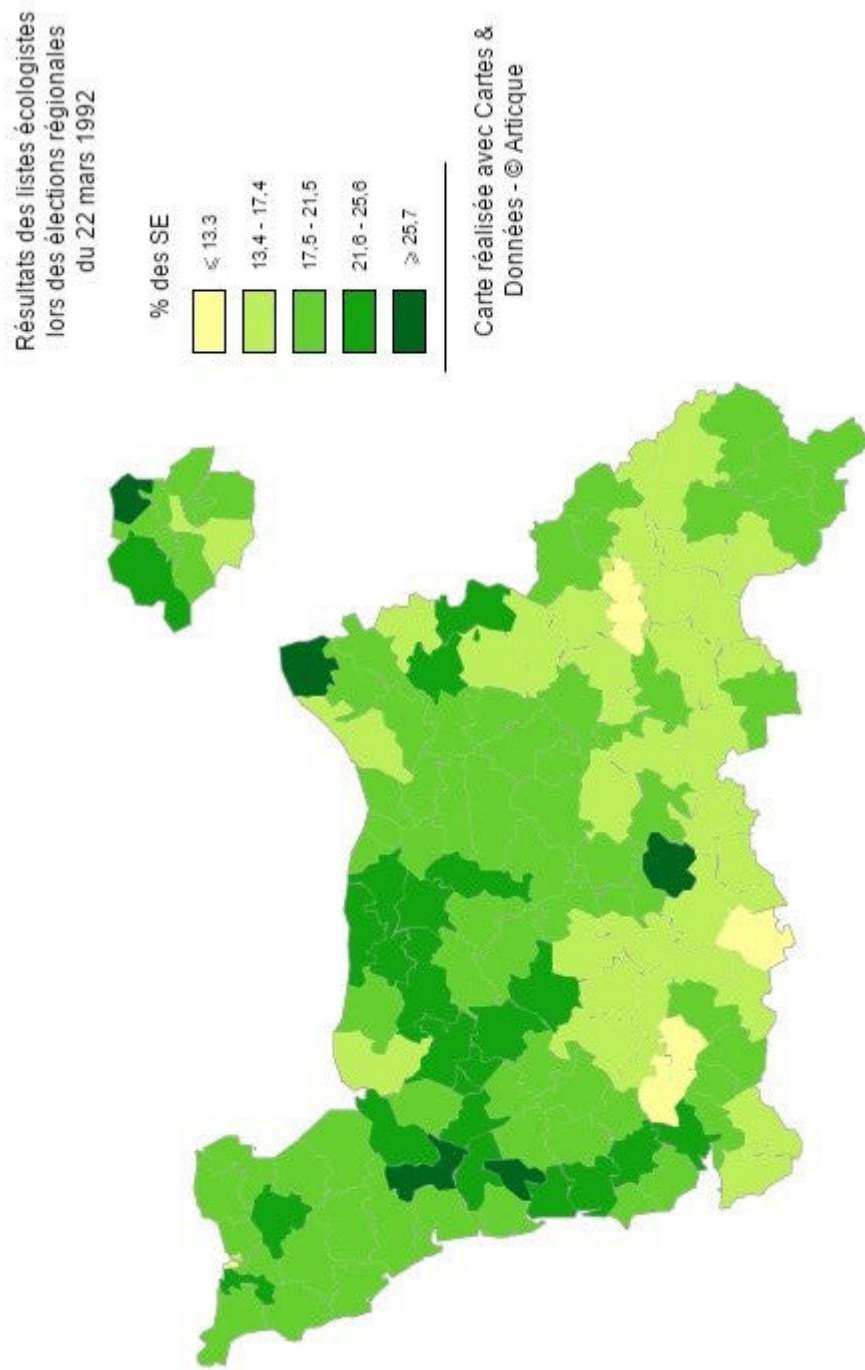 Résultats des listes écologistes
lors des élections régionales
du 22 mars 1992
% des SE
⩽ 13.3
13,4 - 17,4
17,5 - 21,5
21,6 - 25,6
⩾ 25,7
Carte réalisée avec Cartes &
Données - © Articque